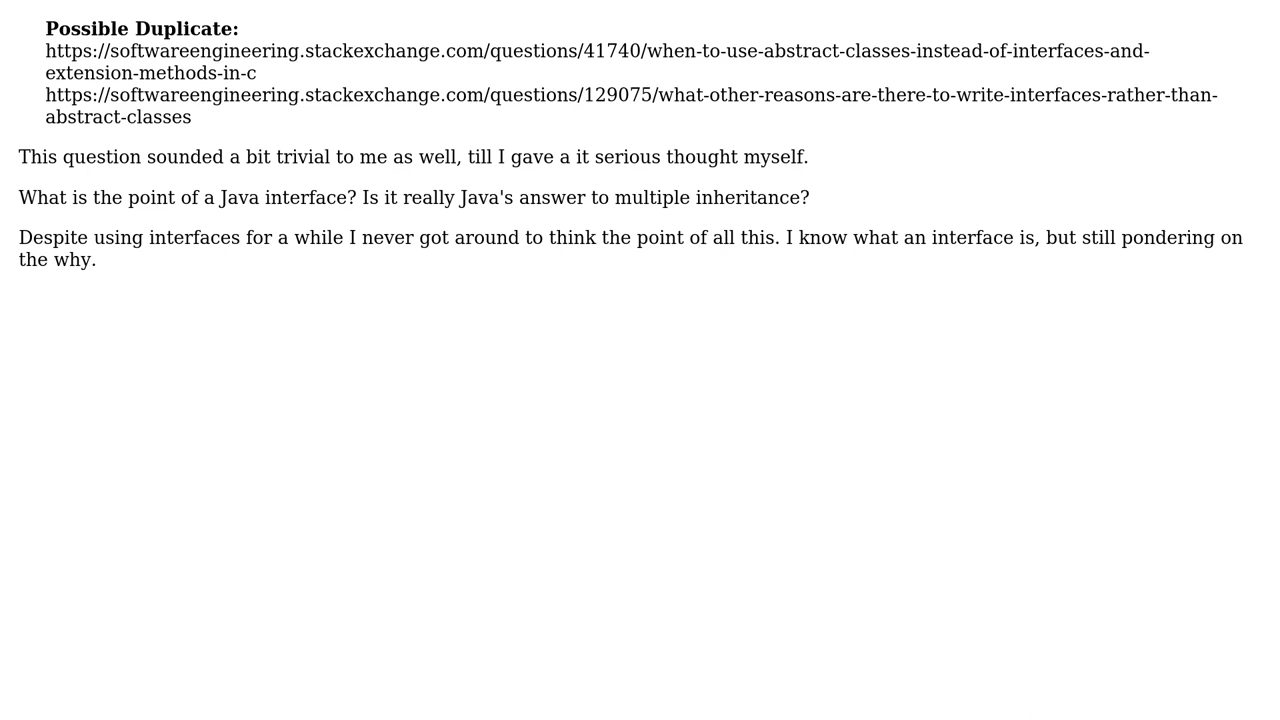 Possible Duplicate:
https://softwareengineering.stackexchange.com/questions/41740/when-to-use-abstract-classes-instead-of-interfaces-and-
extension-methods-in-c
https://softwareengineering.stackexchange.com/questions/129075/what-other-reasons-are-there-to-write-interfaces-rather-than-
abstract-classes
This question sounded a bit trivial to me as well, till I gave a it serious thought myself.
What is the point of a Java interface? Is it really Java's answer to multiple inheritance?
Despite using interfaces for a while I never got around to think the point of all this. I know what an interface is, but still pondering on
the why.